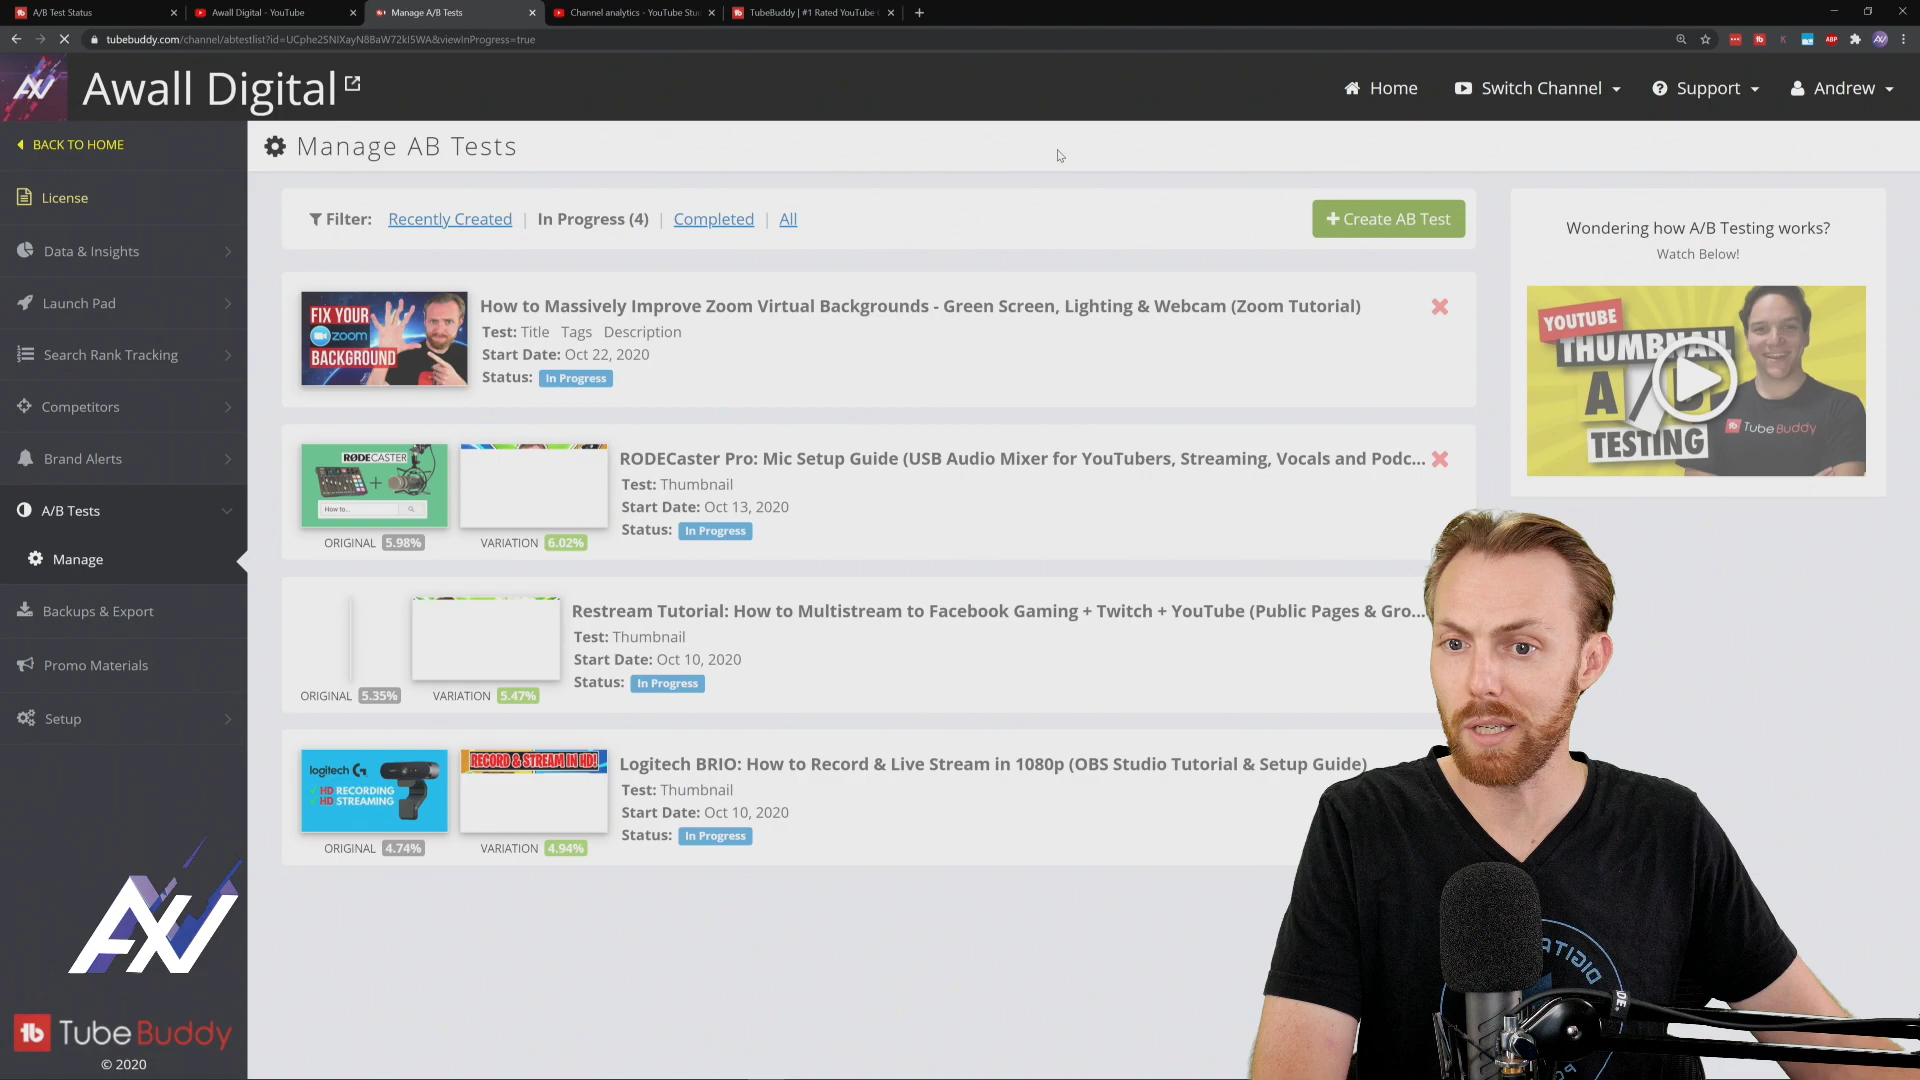 A/B Test Status
Awall Digital - YouTube
Manage A/B Tests
Channel analytics - YouTube Stu
TubeBuddy | #1 Rated YouTube
tubebuddy.com/channel/abtestlist?id=UCphe2SNIXayN8BaW72kI5WA&viewInProgress=true
ABP
Awall Digital
Home
Switch Channel
Support
Andrew
BACK TO HOME
License
Data & Insights
Launch Pad
Search Rank Tracking
Competitors
Brand Alerts
A/B Tests
Manage
Backups & Export
Promo Materials
Setup
TubeBuddy
© 2020
Manage AB Tests
Filter: Recently Created | In Progress (4) | Completed | All
+ Create AB Test
FIX YOUR
zoom
BACKGROUND
How to Massively Improve Zoom Virtual Backgrounds - Green Screen, Lighting & Webcam (Zoom Tutorial)
Test: Title Tags Description
Start Date: Oct 22, 2020
Status: In Progress
RØDECASTER
+
How to...
ORIGINAL 5.98%
VARIATION 6.02%
RODECaster Pro: Mic Setup Guide (USB Audio Mixer for YouTubers, Streaming, Vocals and Podc...
Test: Thumbnail
Start Date: Oct 13, 2020
Status: In Progress
ORIGINAL 5.35%
VARIATION 5.47%
Restream Tutorial: How to Multistream to Facebook Gaming + Twitch + YouTube (Public Pages & Gro...
Test: Thumbnail
Start Date: Oct 10, 2020
Status: In Progress
logitech G
HD RECORDING
HD STREAMING
RECORD & STREAM IN HD!
ORIGINAL 4.74%
VARIATION 4.94%
Logitech BRIO: How to Record & Live Stream in 1080p (OBS Studio Tutorial & Setup Guide)
Test: Thumbnail
Start Date: Oct 10, 2020
Status: In Progress
Wondering how A/B Testing works?
Watch Below!
YOUTUBE
THUMBNAIL
A/B
TESTING
TubeBuddy